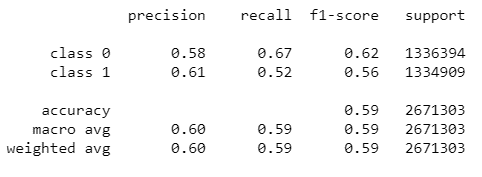 precision recall f1-score support
class 0 0.58 0.67 0.62 1336394
class 1 0.61 0.52 0.56 1334909
accuracy 0.59 2671303
macro avg 0.60 0.59 0.59 2671303
weighted avg 0.60 0.59 0.59 2671303